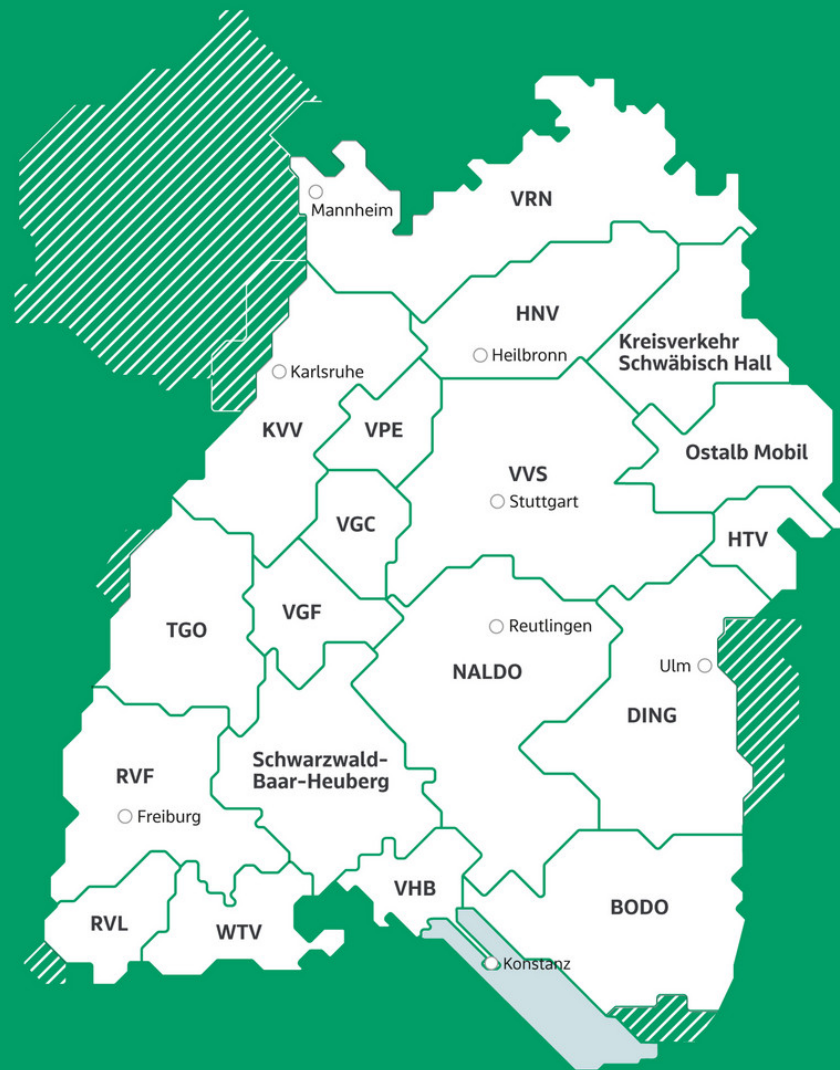 VRN
Mannheim
HNV
Kreisverkehr
Schwäbisch Hall
Heilbronn
Karlsruhe
KVV
VPE
Ostalb Mobil
VVS
Stuttgart
VGC
HTV
VGF
TGO
Reutlingen
NALDO
Ulm
DING
Schwarzwald-
Baar-Heuberg
RVF
Freiburg
VHB
BODO
RVL
WTV
Konstanz